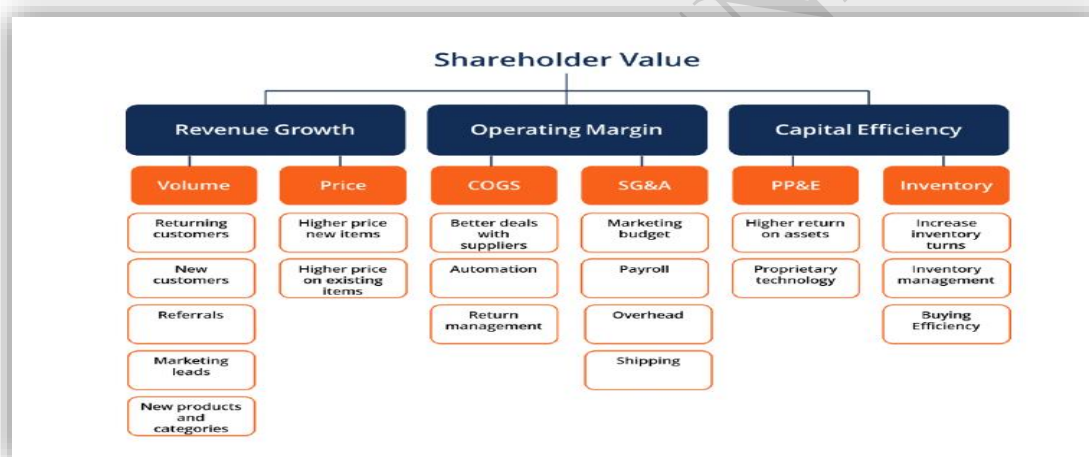 Shareholder Value
Revenue Growth
Operating Margin
Capital Efficiency
Volume
Price
COGS
SG&A
PP&E
Inventory
Returning
customers
New
customers
Referrals
Marketing
leads
New products
and
categories
Higher price
new items
Higher price
on existing
items
Better deals
with
suppliers
Automation
Return
management
Marketing
budget
Payroll
Overhead
Shipping
Higher return
on assets
Proprietary
technology
Increase
inventory
turns
Inventory
management
Buying
Efficiency